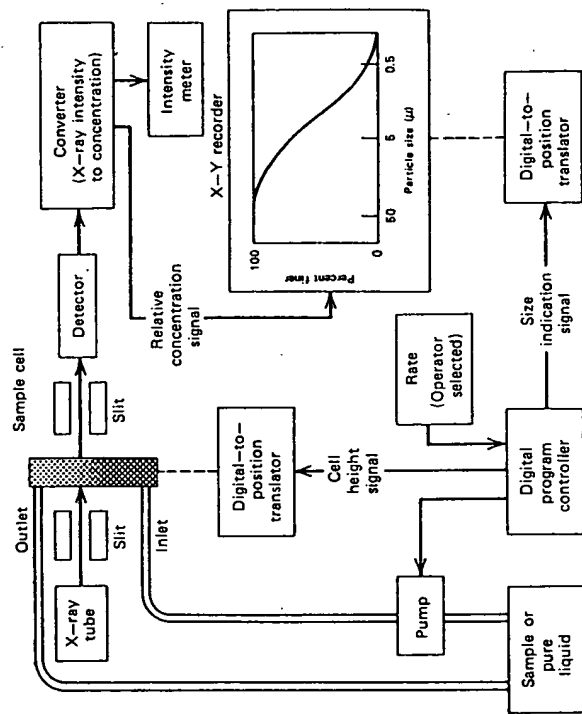 Sample cell
Outlet
X-ray
tube
Slit
Slit
Inlet
Detector
Converter
(X-ray intensity
to concentration)
Intensity
meter
Relative
concentration
signal
X-Y recorder
100
0
Percent finer
50
5
0.5
Particle size (μ)
Digital-to-
position
translator
Cell
height
signal
Rate
(Operator
selected)
Pump
Sample or
pure
liquid
Digital
program
controller
Size
indication
signal
Digital-to-
position
translator